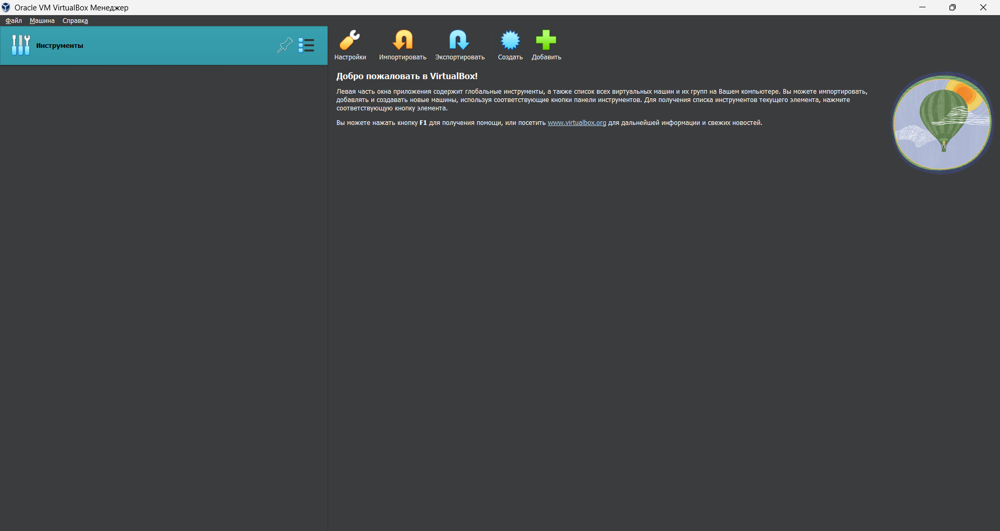 Oracle VM VirtualBox Менеджер
Файл Машина Справка
Инструменты
Настройки Импортировать Экспортировать Создать Добавить
Добро пожаловать в VirtualBox!
Левая часть окна приложения содержит глобальные инструменты, а также список всех виртуальных машин и их групп на Вашем компьютере. Вы можете импортировать,
добавлять и создавать новые машины, используя соответствующие кнопки панели инструментов. Для получения списка инструментов текущего элемента, нажмите
соответствующую кнопку элемента.
Вы можете нажать кнопку F1 для получения помощи, или посетить www.virtualbox.org для дальнейшей информации и свежих новостей.